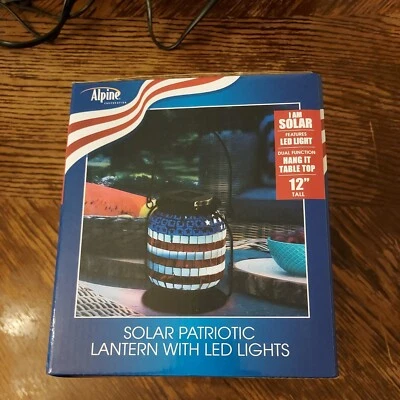 Alpine
CORPORATION
I AM
SOLAR
FEATURES
LED LIGHT
DUAL FUNCTION
HANG IT
TABLE TOP
12"
TALL
SOLAR PATRIOTIC
LANTERN WITH LED LIGHTS